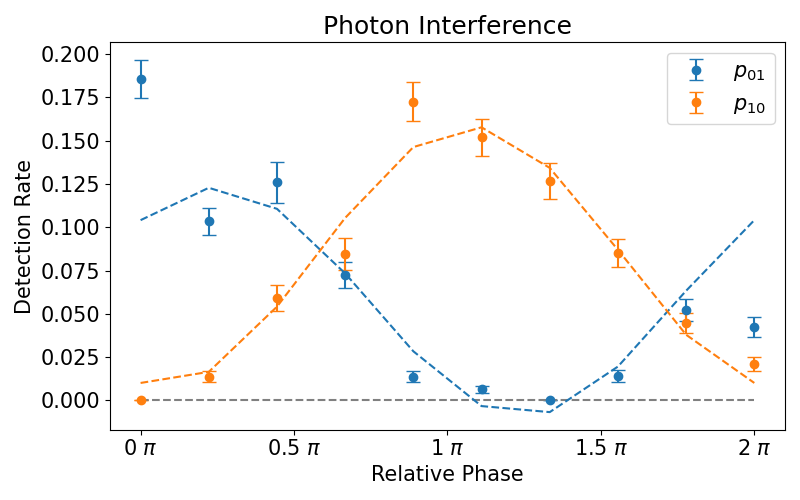 Photon Interference
Detection Rate
0.200
0.175
0.150
0.125
0.100
0.075
0.050
0.025
0.000
p01
p10
0 π
0.5 π
1 π
1.5 π
2 π
Relative Phase